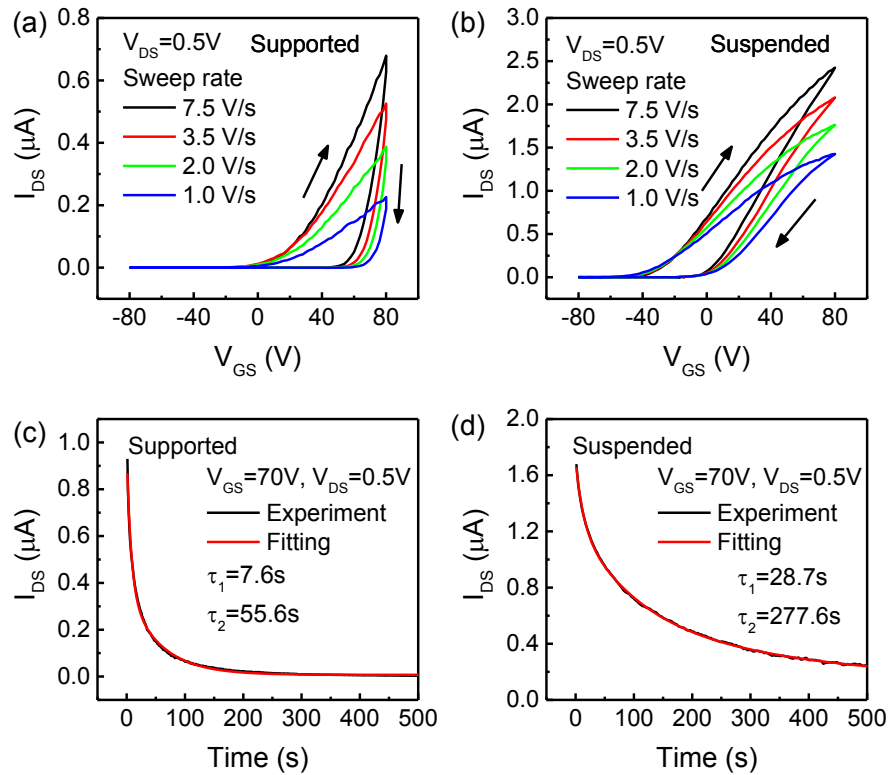 (a)
V_DS=0.5V
Supported
Sweep rate
7.5 V/s
3.5 V/s
2.0 V/s
1.0 V/s
0.8
0.6
0.4
0.2
0.0
-80
-40
0
40
80
I_DS (μA)
V_GS (V)
(b)
V_DS=0.5V
Suspended
Sweep rate
7.5 V/s
3.5 V/s
2.0 V/s
1.0 V/s
3.0
2.5
2.0
1.5
1.0
0.5
0.0
-80
-40
0
40
80
I_DS (μA)
V_GS (V)
(c)
Supported
V_GS=70V, V_DS=0.5V
Experiment
Fitting
τ_1=7.6s
τ_2=55.6s
1.0
0.8
0.6
0.4
0.2
0.0
0
100
200
300
400
500
I_DS (μA)
Time (s)
(d)
Suspended
V_GS=70V, V_DS=0.5V
Experiment
Fitting
τ_1=28.7s
τ_2=277.6s
2.0
1.6
1.2
0.8
0.4
0.0
0
100
200
300
400
500
I_DS (μA)
Time (s)